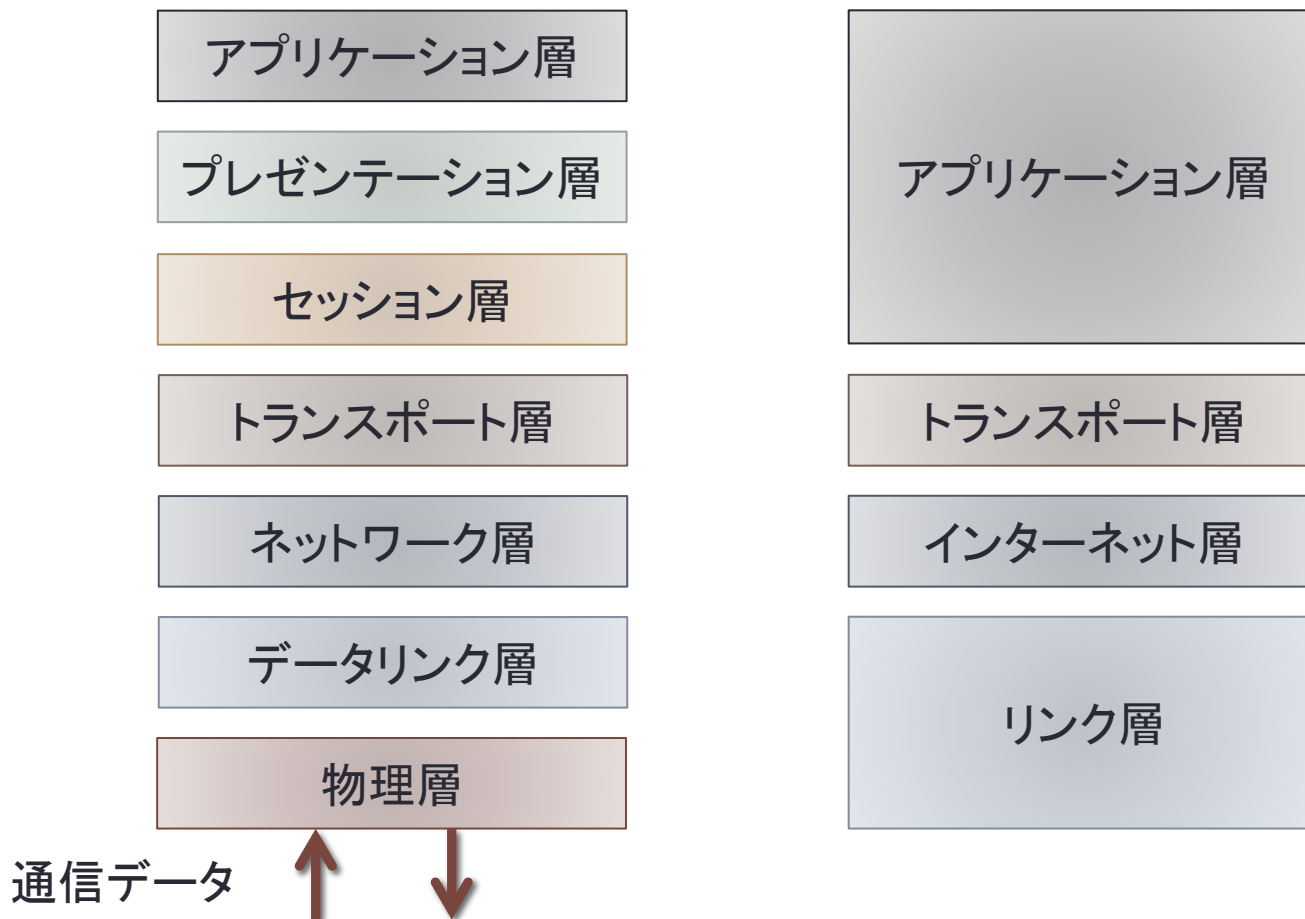 アプリケーション層
プレゼンテーション層
セッション層
トランスポート層
ネットワーク層
データリンク層
物理層
通信データ
アプリケーション層
トランスポート層
インターネット層
リンク層